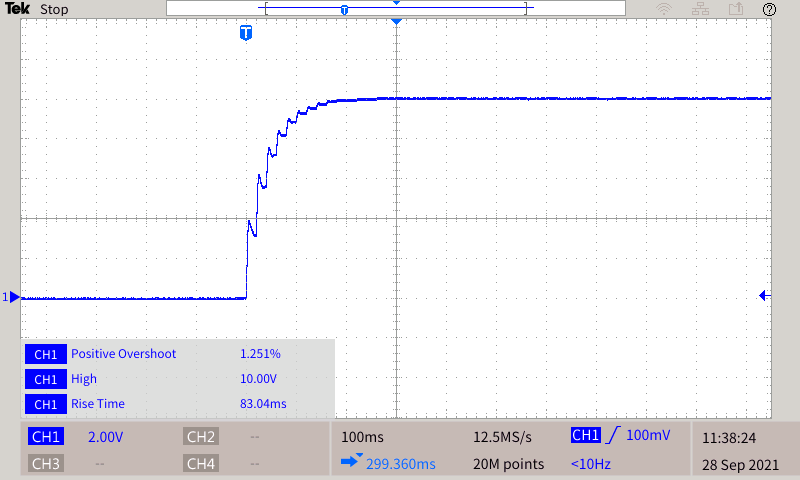 Tek Stop
T
T
1
CH1 Positive Overshoot 1.251%
CH1 High 10.00V
CH1 Rise Time 83.04ms
CH1 2.00V CH2 -- 100ms 12.5MS/s CH1 100mV 11:38:24
CH3 -- CH4 -- 299.360ms 20M points <10Hz 28 Sep 2021